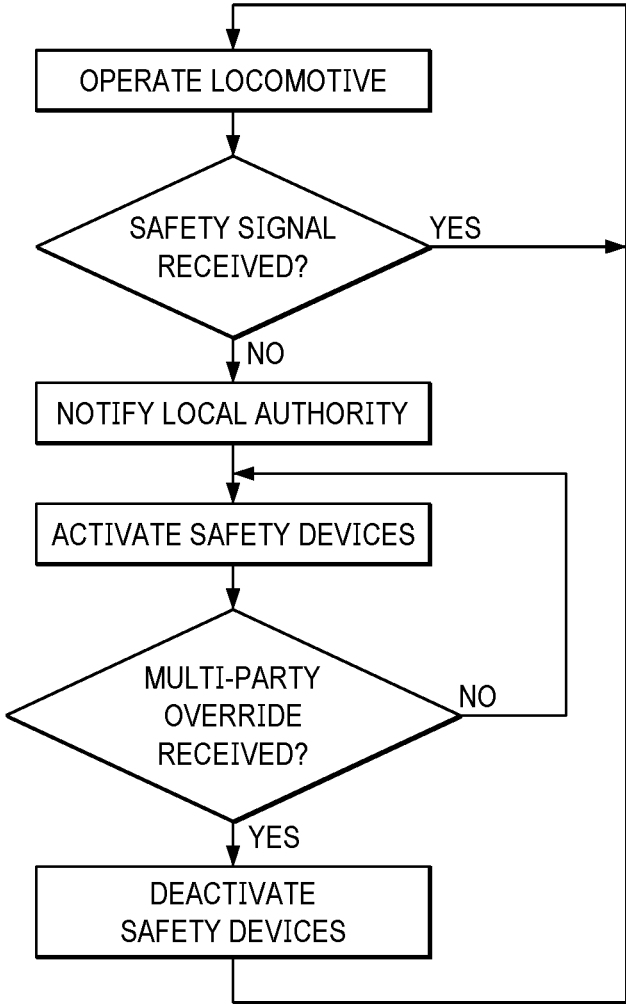 OPERATE LOCOMOTIVE
SAFETY SIGNAL
RECEIVED?
YES
NO
NOTIFY LOCAL AUTHORITY
ACTIVATE SAFETY DEVICES
MULTI-PARTY
OVERRIDE
RECEIVED?
NO
YES
DEACTIVATE
SAFETY DEVICES